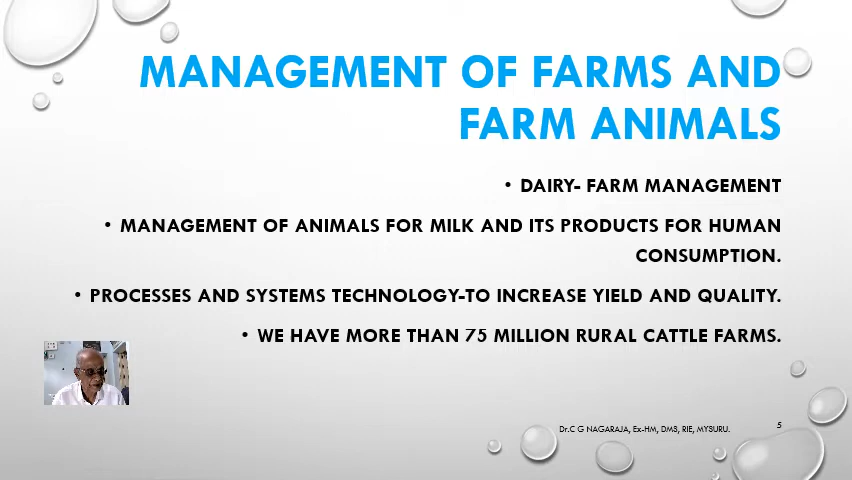 MANAGEMENT OF FARMS AND
FARM ANIMALS
• DAIRY- FARM MANAGEMENT
• MANAGEMENT OF ANIMALS FOR MILK AND ITS PRODUCTS FOR HUMAN
CONSUMPTION.
• PROCESSES AND SYSTEMS TECHNOLOGY-TO INCREASE YIELD AND QUALITY.
• WE HAVE MORE THAN 75 MILLION RURAL CATTLE FARMS.
Dr.C G NAGARAJA, Ex-HM, DMS, RIE, MYSURU.
5